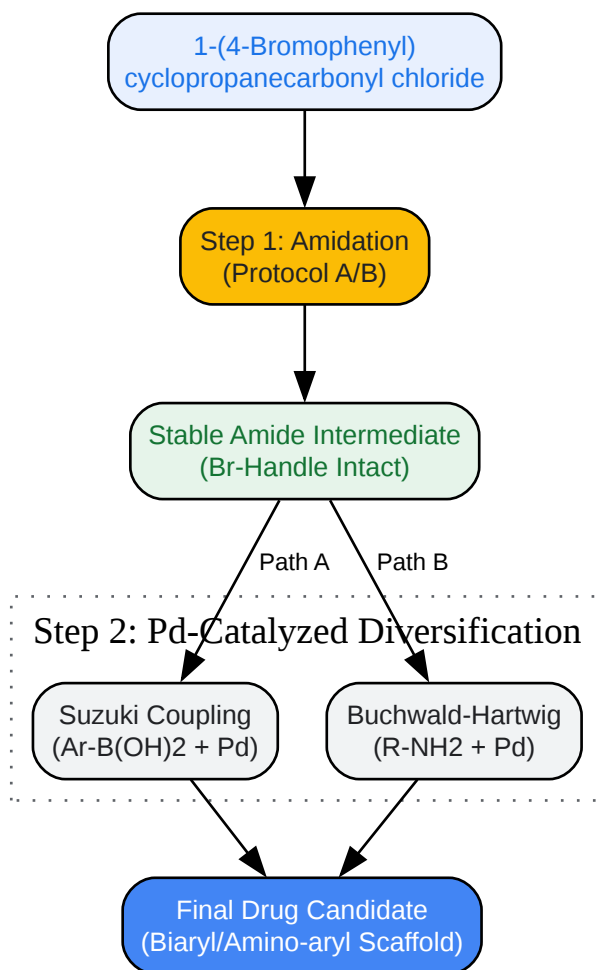 1-(4-Bromophenyl)
cyclopropanecarbonyl chloride
Step 1: Amidation
(Protocol A/B)
Stable Amide Intermediate
(Br-Handle Intact)
Path A
Path B
Step 2: Pd-Catalyzed Diversification
Suzuki Coupling
(Ar-B(OH)2 + Pd)
Buchwald-Hartwig
(R-NH2 + Pd)
Final Drug Candidate
(Biaryl/Amino-aryl Scaffold)